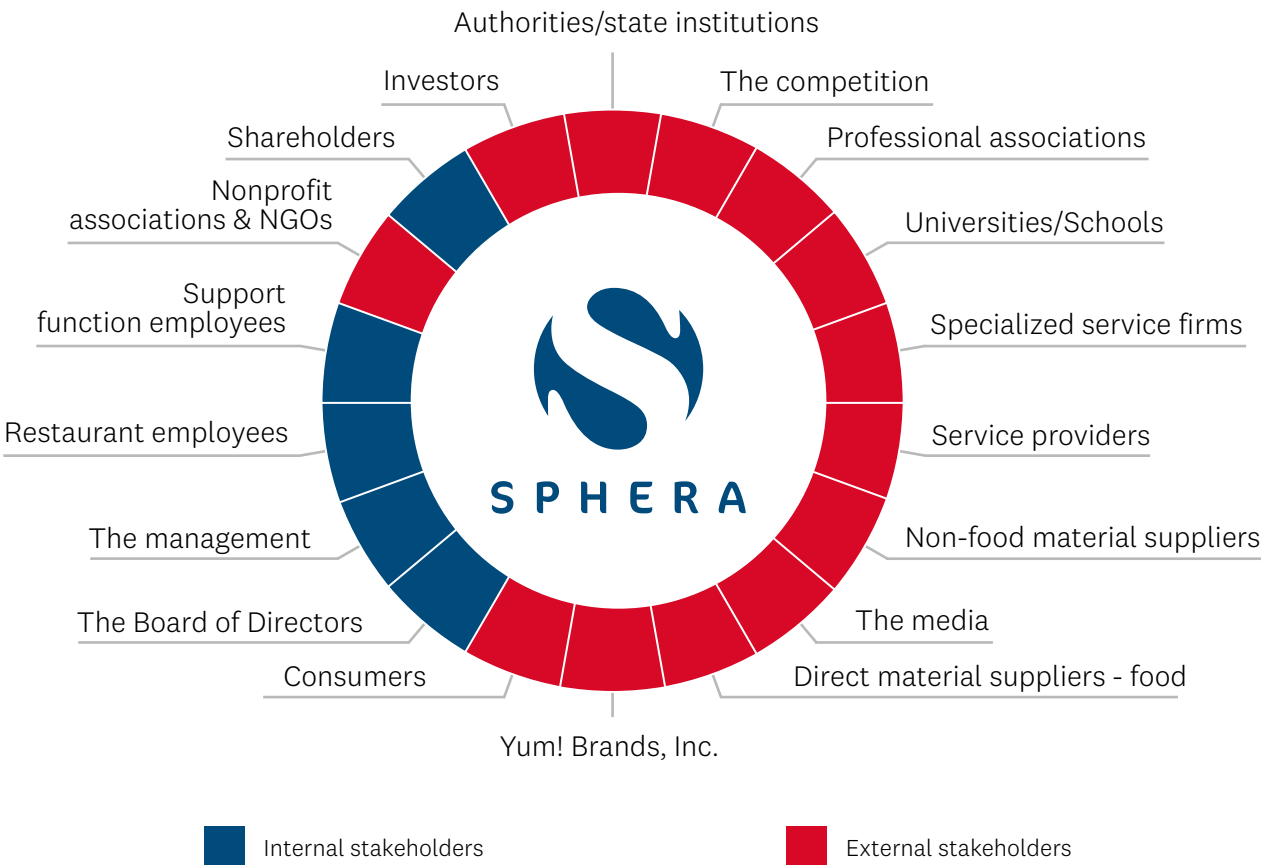 Authorities/state institutions
Investors
The competition
Shareholders
Professional associations
Nonprofit
associations & NGOs
Universities/Schools
Support
function employees
Specialized service firms
Restaurant employees
Service providers
SPHERA
The management
Non-food material suppliers
The Board of Directors
The media
Consumers
Direct material suppliers - food
Yum! Brands, Inc.
Internal stakeholders
External stakeholders